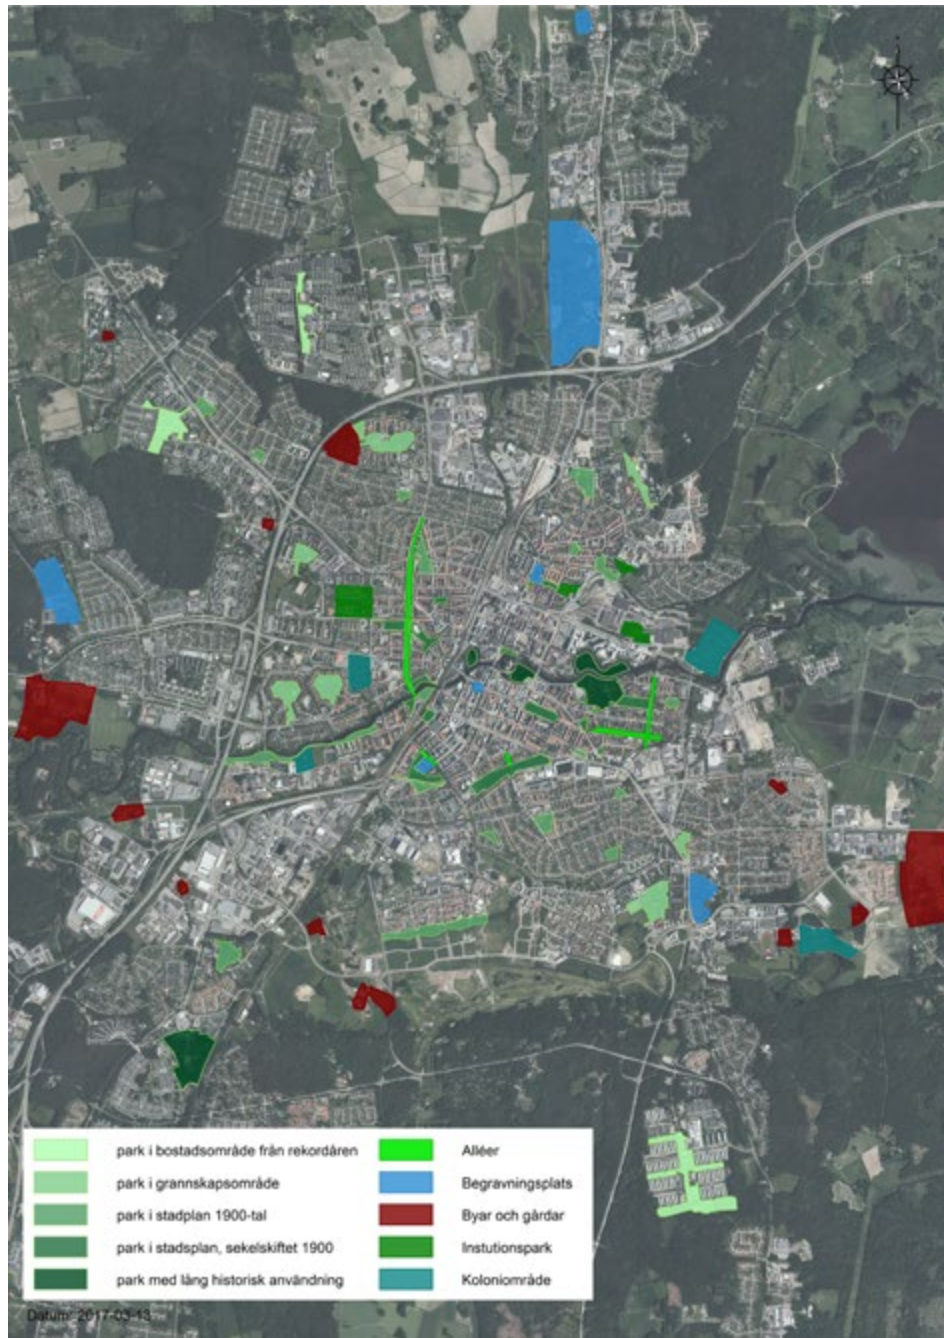 park i bostadsområde från rekordåren
park i grannskapsområde
park i stadplan 1900-tal
park i stadsplan, sekelskiftet 1900
park med lång historisk användning
Alléer
Begravningsplats
Byar och gårdar
Instutionspark
Koloniområde
Datum: 2017-03-13